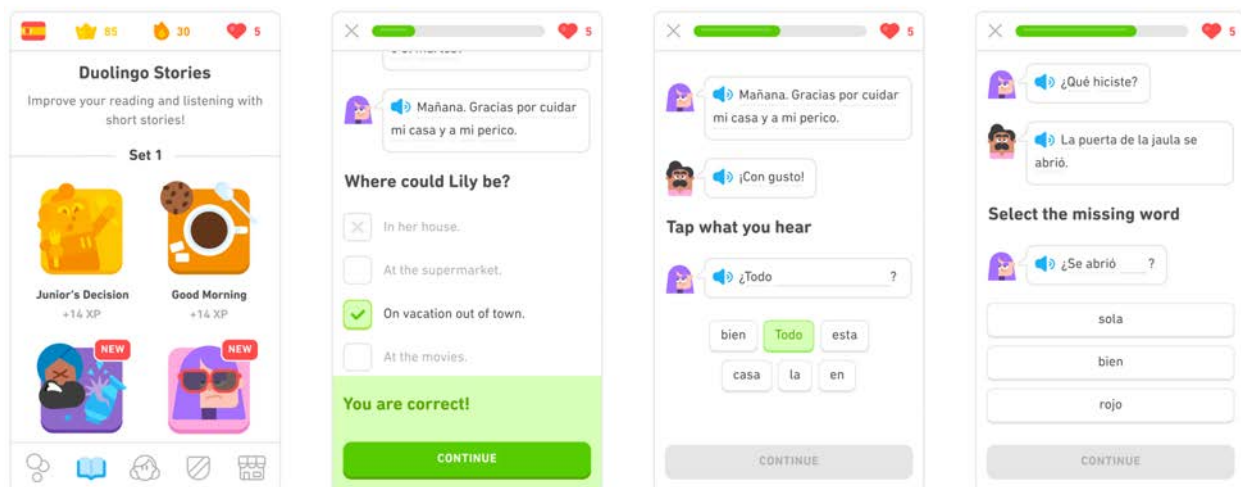 85 30 5
Duolingo Stories
Improve your reading and listening with
short stories!
Set 1
Junior's Decision
+14 XP
Good Morning
+14 XP
NEW
NEW
5
Mañana. Gracias por cuidar
mi casa y a mi perico.
Where could Lily be?
In her house.
At the supermarket.
On vacation out of town.
At the movies.
You are correct!
CONTINUE
5
Mañana. Gracias por cuidar
mi casa y a mi perico.
¡Con gusto!
Tap what you hear
¿Todo ?
bien Todo esta
casa la en
CONTINUE
5
¿Qué hiciste?
La puerta de la jaula se
abrió.
Select the missing word
¿Se abrió ___?
sola
bien
rojo
CONTINUE